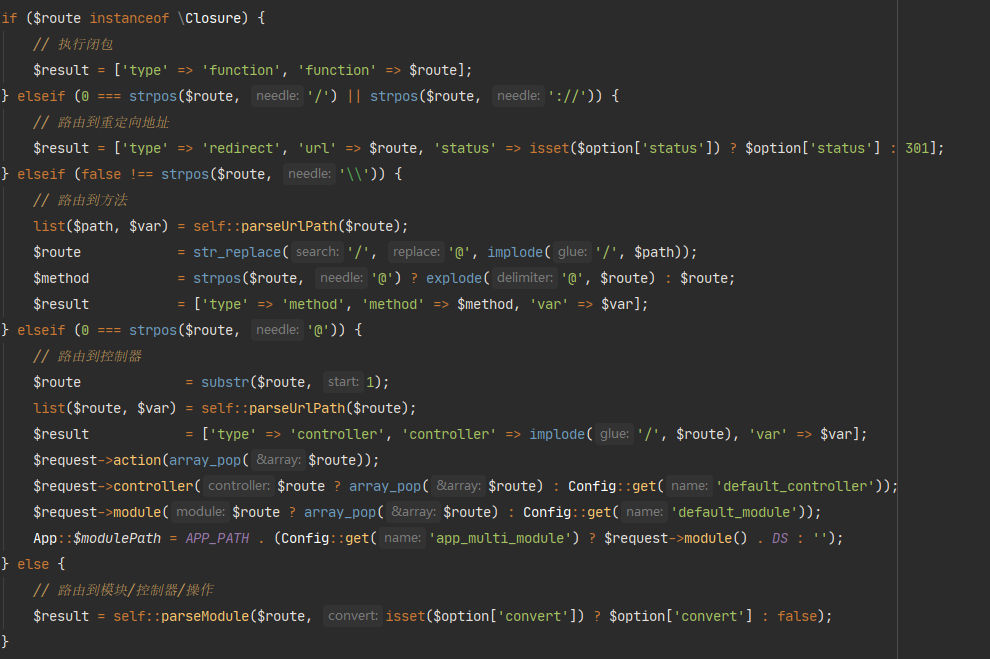 if ($route instanceof \Closure) {
// 执行闭包
$result = ['type' => 'function', 'function' => $route];
} elseif (0 === strpos($route, needle: '/') || strpos($route, needle: '://')) {
// 路由到重定向地址
$result = ['type' => 'redirect', 'url' => $route, 'status' => isset($option['status']) ? $option['status'] : 301];
} elseif (false !== strpos($route, needle: '\\')) {
// 路由到方法
list($path, $var) = self::parseUrlPath($route);
$route = str_replace( search: '/', replace: '@', implode( glue: '/', $path));
$method = strpos($route, needle: '@') ? explode( delimiter: '@', $route) : $route;
$result = ['type' => 'method', 'method' => $method, 'var' => $var];
} elseif (0 === strpos($route, needle: '@')) {
// 路由到控制器
$route = substr($route, start: 1);
list($route, $var) = self::parseUrlPath($route);
$result = ['type' => 'controller', 'controller' => implode( glue: '/', $route), 'var' => $var];
$request->action(array_pop( &array: $route));
$request->controller( controller: $route ? array_pop( &array: $route) : Config::get( name: 'default_controller'));
$request->module( module: $route ? array_pop( &array: $route) : Config::get( name: 'default_module'));
App::$modulePath = APP_PATH . (Config::get( name: 'app_multi_module') ? $request->module() . DS : '');
} else {
// 路由到模块/控制器/操作
$result = self::parseModule($route, convert: isset($option['convert']) ? $option['convert'] : false);
}